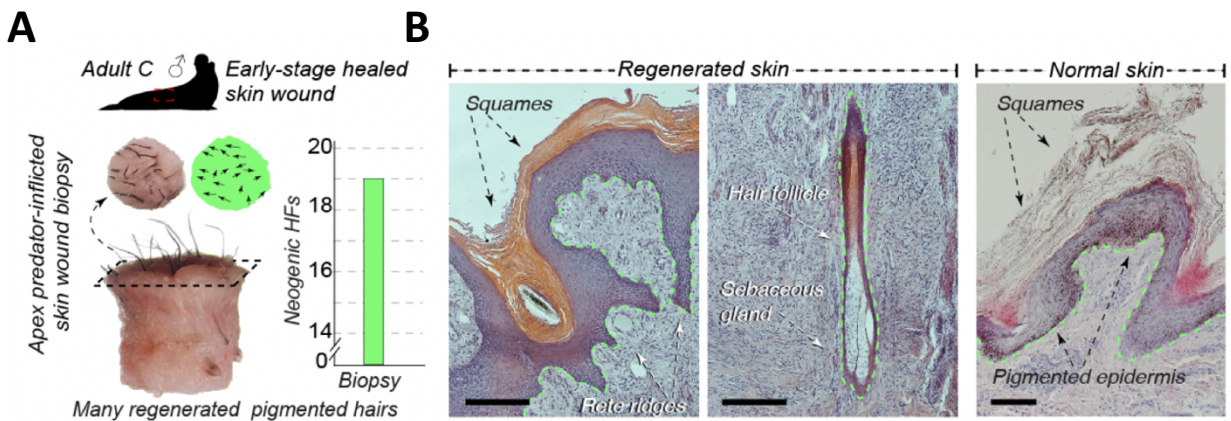 A
B
Adult C ♂
Early-stage healed
skin wound
Apex predator-inflicted
skin wound biopsy
Neogenic HFs
20
18
16
14
0
Biopsy
Many regenerated pigmented hairs
Regenerated skin
Normal skin
Squames
Rete ridges
Hair follicle
Sebaceous
gland
Squames
Pigmented epidermis